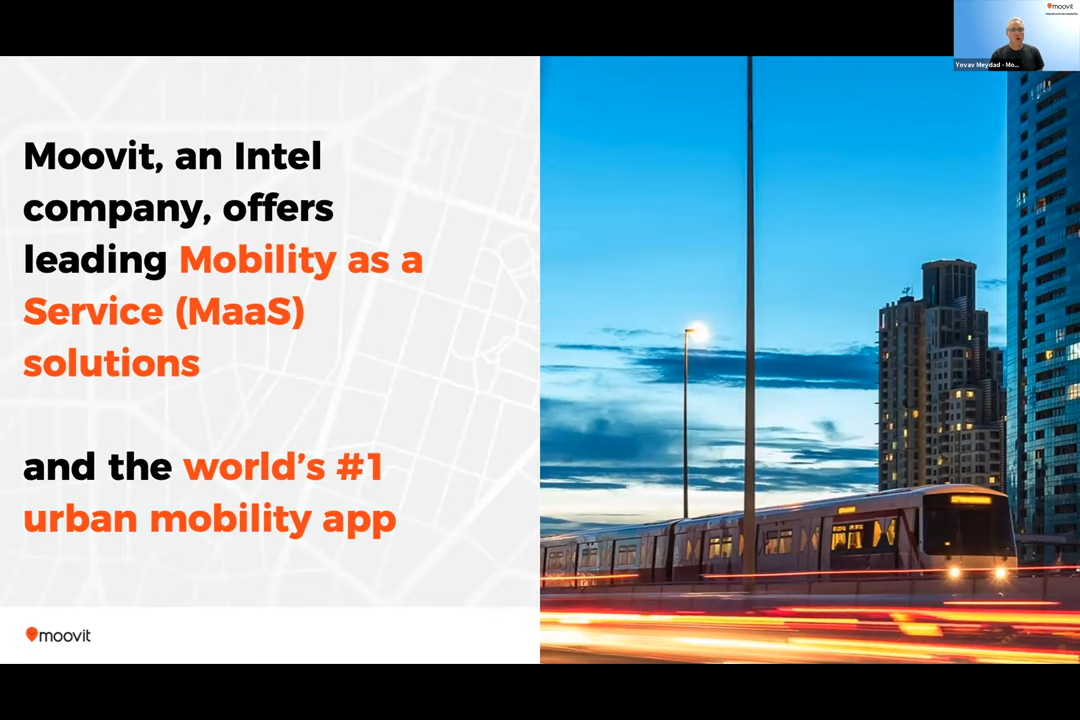 moovit
Yovav Meydad - Mo...
Moovit, an Intel
company, offers
leading Mobility as a
Service (MaaS)
solutions
and the world’s #1
urban mobility app
moovit